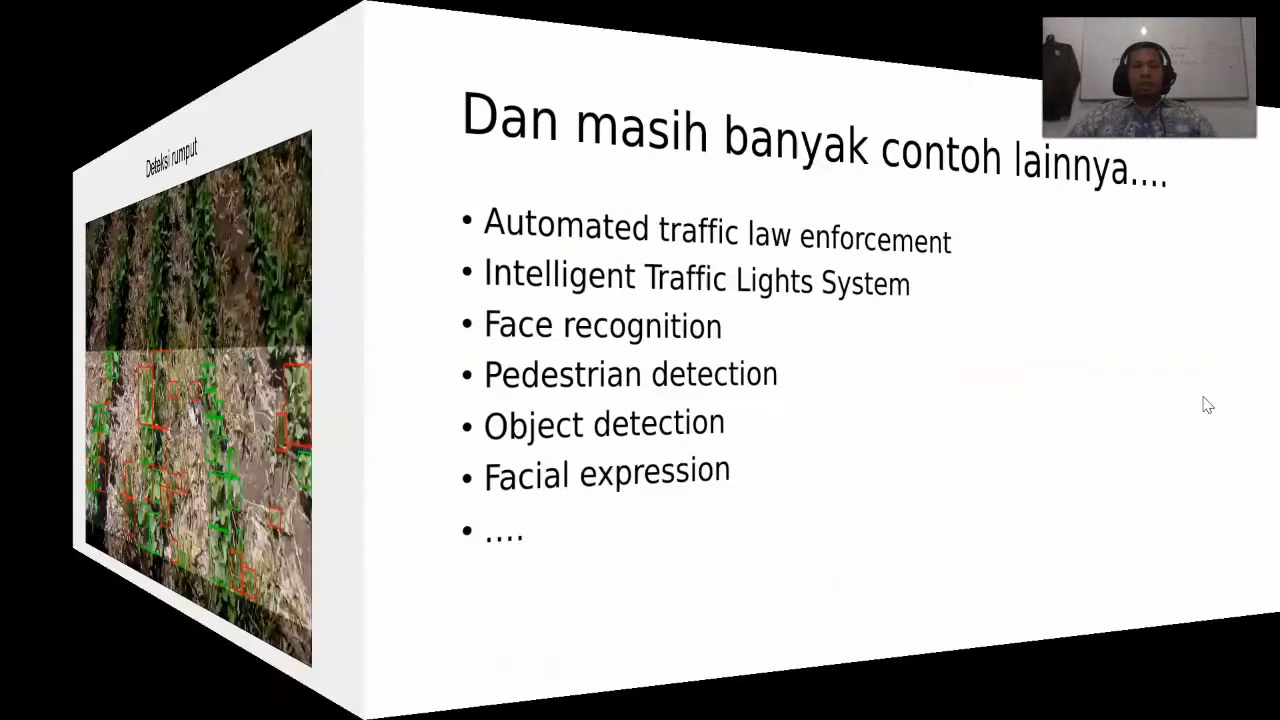 Deteksi rumput
Dan masih banyak contoh lainnya....
• Automated traffic law enforcement
• Intelligent Traffic Lights System
• Face recognition
• Pedestrian detection
• Object detection
• Facial expression
• ....